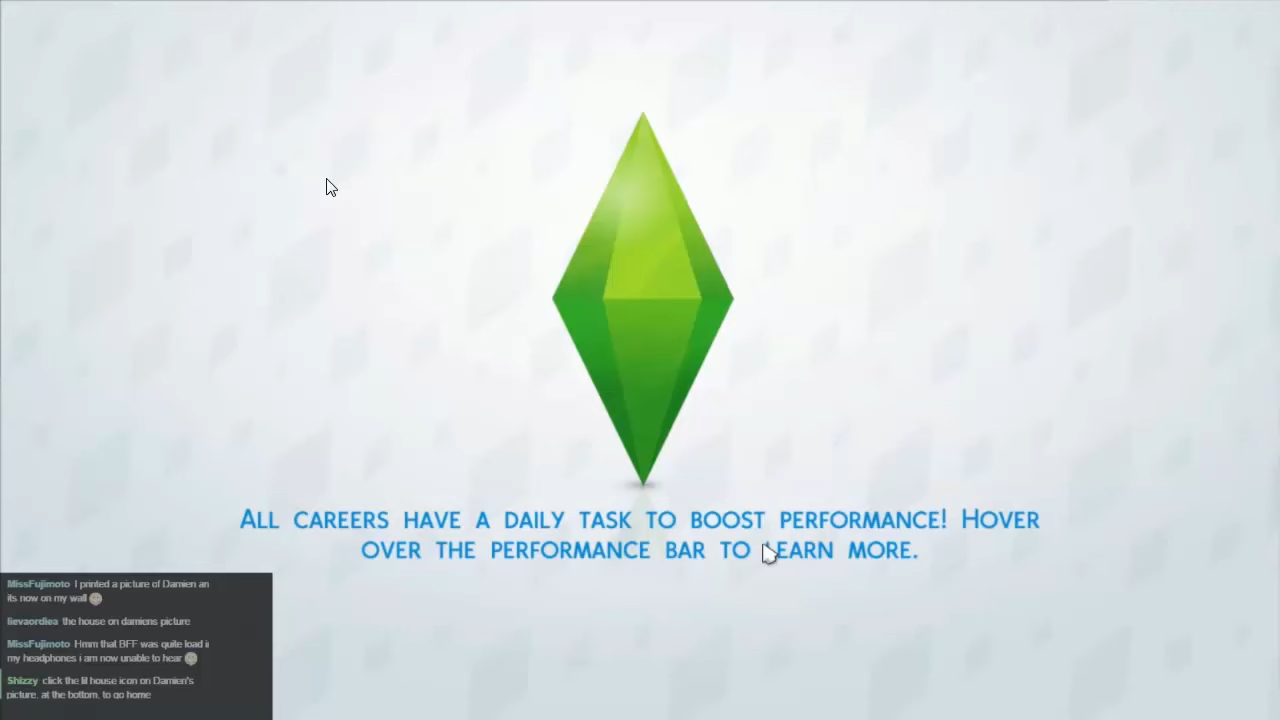 ALL CAREERS HAVE A DAILY TASK TO BOOST PERFORMANCE! HOVER
OVER THE PERFORMANCE BAR TO LEARN MORE.
MissFujimoto I printed a picture of Damien an
its now on my wall
lievaordiea the house on damiens picture
MissFujimoto Hmm that BFF was quite load i
my headphones i am now unable to hear
Shizzy click the lil house icon on Damien's
picture, at the bottom, to go home